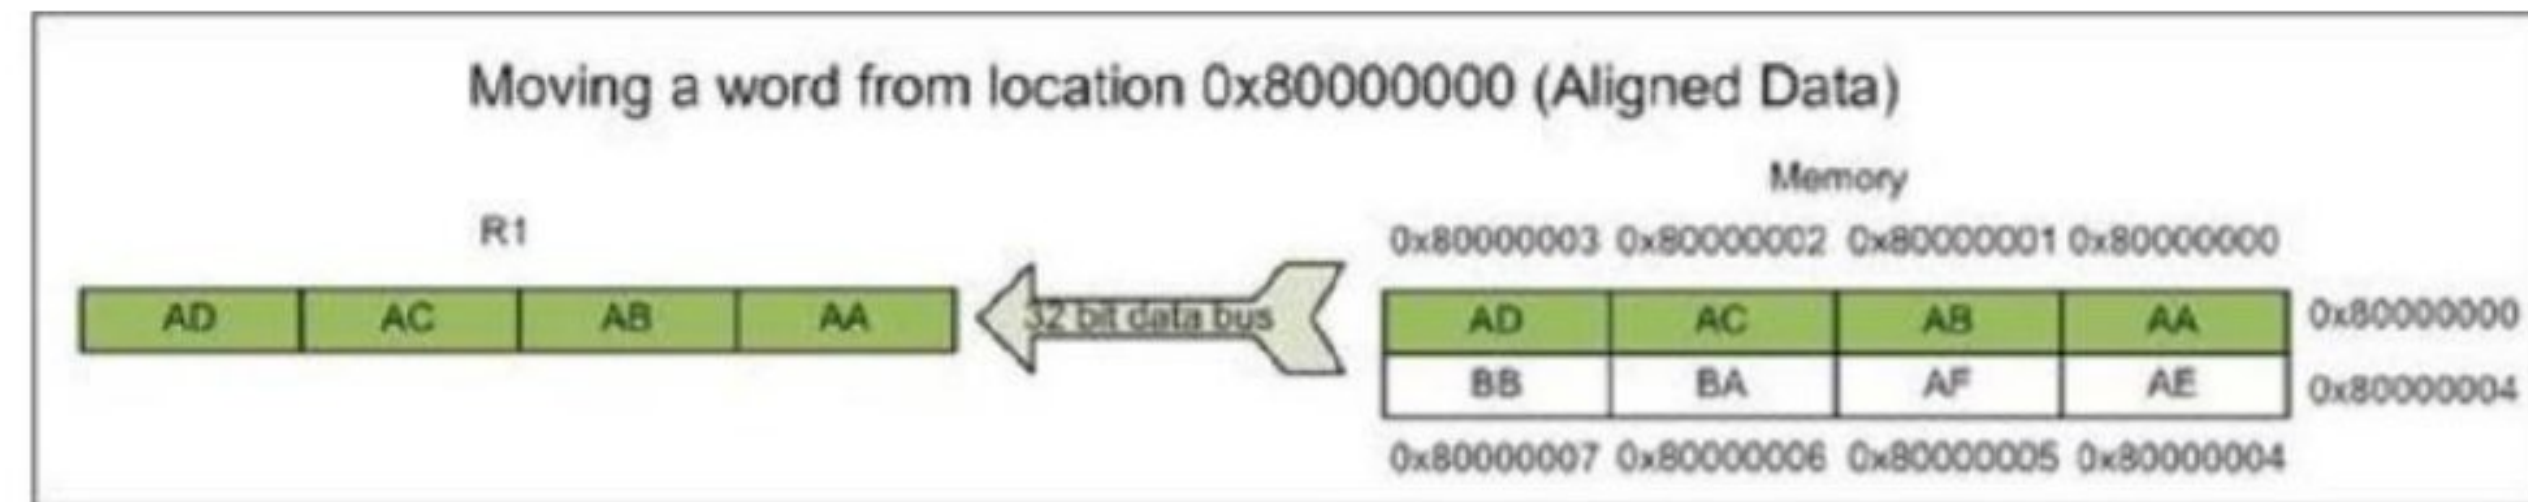 Moving a word from location 0x80000000 (Aligned Data)
Memory
R1
0x80000003 0x80000002 0x80000001 0x80000000
AD AC AB AA
32 bit data bus
AD AC AB AA 0x80000000
BB BA AF AE 0x80000004
0x80000007 0x80000006 0x80000005 0x80000004